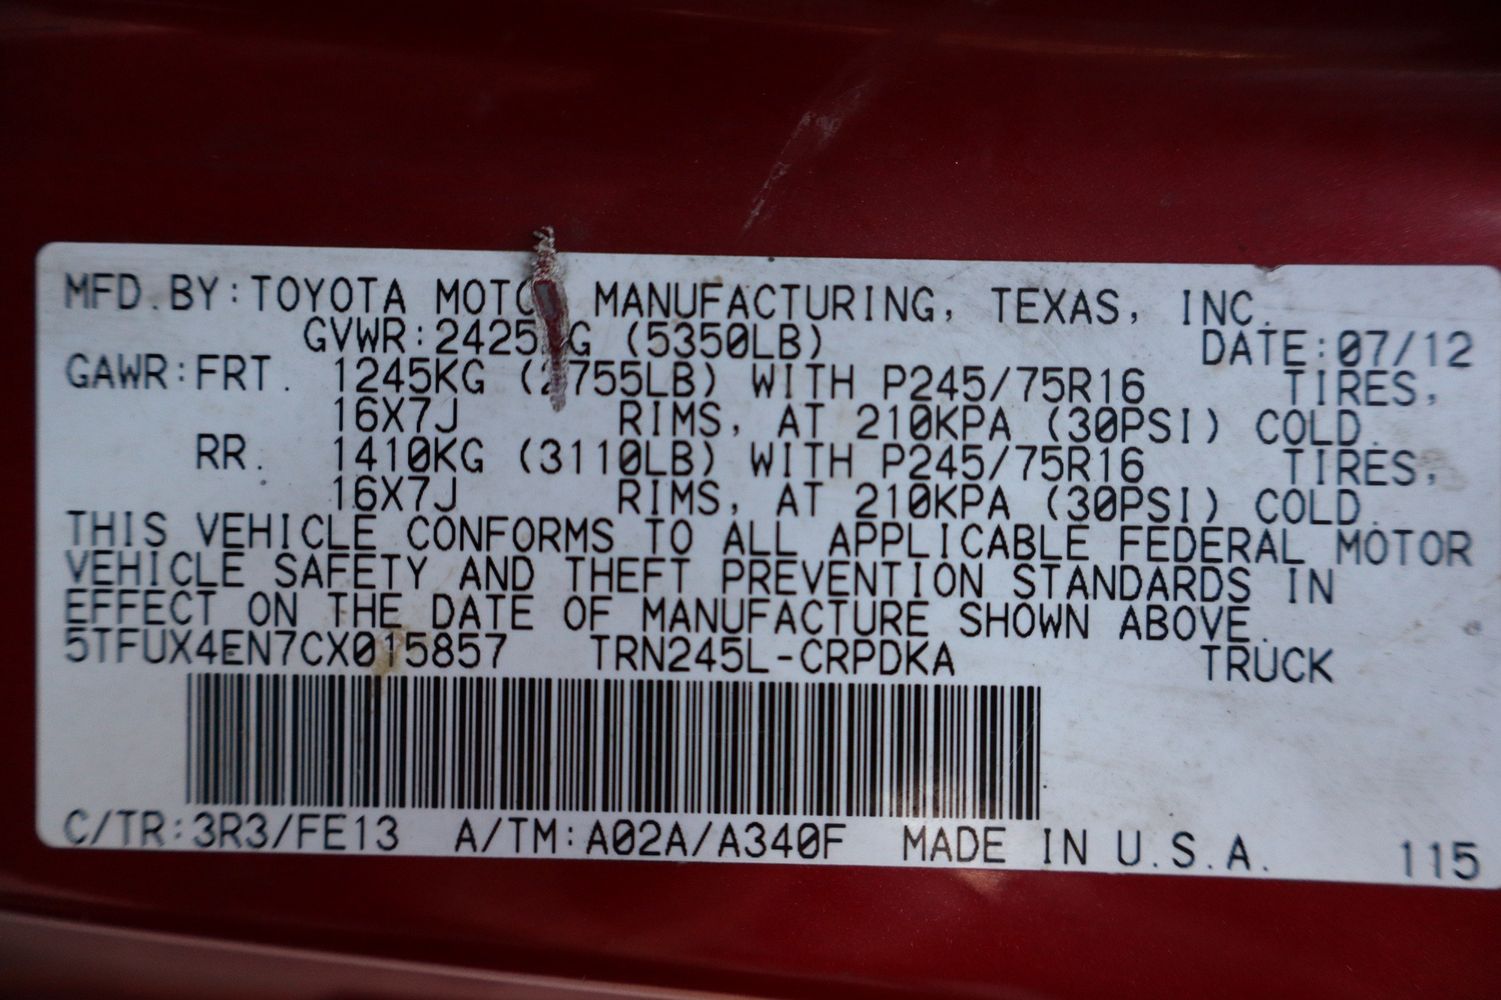 MFD.BY:TOYOTA MOTOR MANUFACTURING, TEXAS, INC.
GVWR:2425KG (5350LB) DATE:07/12
GAWR:FRT. 1245KG (2755LB) WITH P245/75R16 TIRES,
16X7J RIMS, AT 210KPA (30PSI) COLD.
RR. 1410KG (3110LB) WITH P245/75R16 TIRES,
16X7J RIMS, AT 210KPA (30PSI) COLD.
THIS VEHICLE CONFORMS TO ALL APPLICABLE FEDERAL MOTOR
VEHICLE SAFETY AND THEFT PREVENTION STANDARDS IN
EFFECT ON THE DATE OF MANUFACTURE SHOWN ABOVE.
5TFUX4EN7CX015857 TRN245L-CRPDKA TRUCK
C/TR:3R3/FE13 A/TM:A02A/A340F MADE IN U.S.A. 115